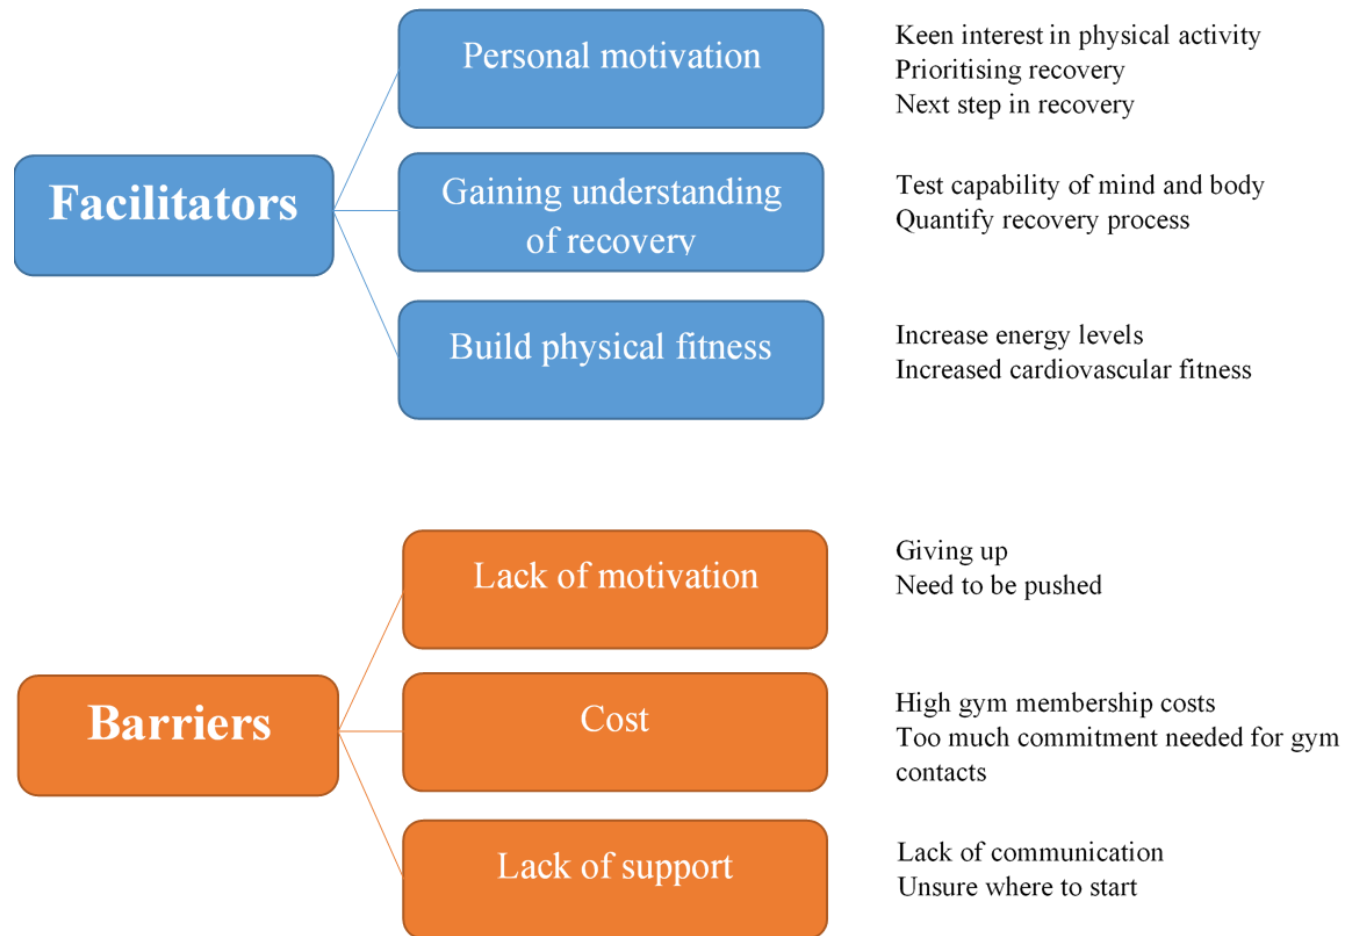 Facilitators
Personal motivation
Keen interest in physical activity
Prioritising recovery
Next step in recovery
Gaining understanding
of recovery
Test capability of mind and body
Quantify recovery process
Build physical fitness
Increase energy levels
Increased cardiovascular fitness
Barriers
Lack of motivation
Giving up
Need to be pushed
Cost
High gym membership costs
Too much commitment needed for gym
contacts
Lack of support
Lack of communication
Unsure where to start